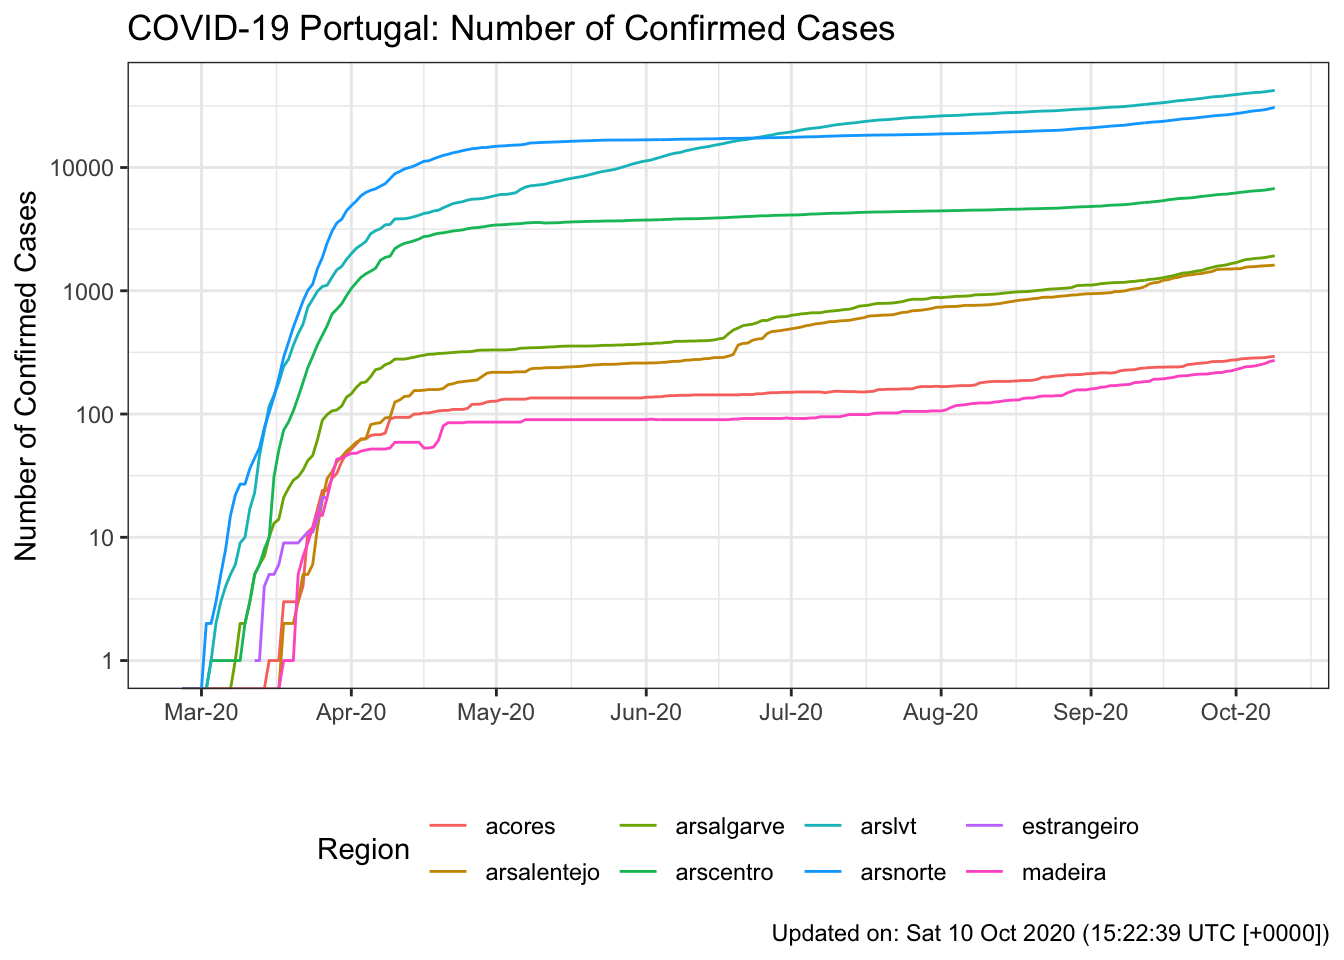 COVID-19 Portugal: Number of Confirmed Cases
Number of Confirmed Cases
10000
1000
100
10
1
Mar-20 Apr-20 May-20 Jun-20 Jul-20 Aug-20 Sep-20 Oct-20
Region
acores arsalgarve arslvt estrangeiro
arsalentejo arscentro arsnorte madeira
Updated on: Sat 10 Oct 2020 (15:22:39 UTC [+0000])